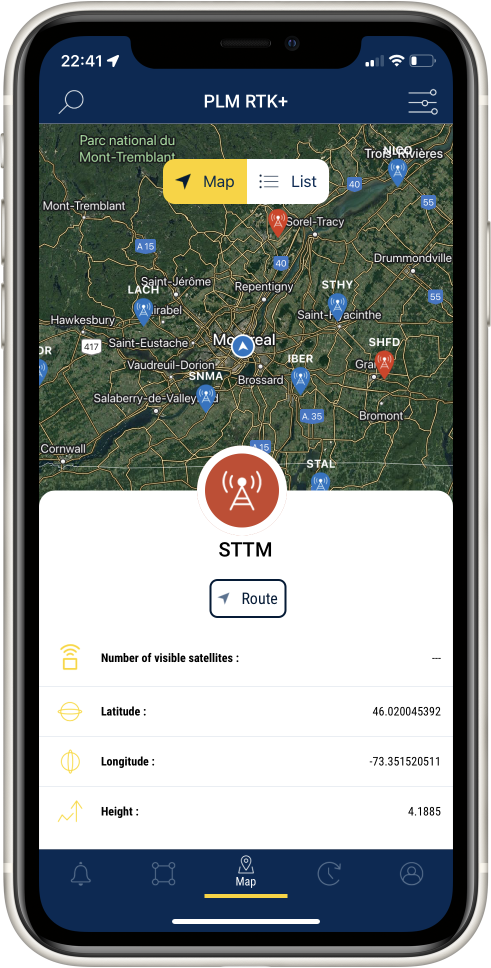 22:41
PLM RTK+
Parc national du
Mont-Tremblant
NICO
Trois-Rivières
Map
List
40
55
Mont-Tremblant
Sorel-Tracy
A 15
Drummondville
40
Saint-Jérôme
Repentigny
STHY
LACH
Mirabel
55
Saint-Hyacinthe
Hawkesbury
417
Saint-Eustache
Montreal
SHFD
OR
Vaudreuil-Dorion
IBER
Gra
SNMA
Brossard
Salaberry-de-Valleyfield
A. 35
Bromont
Cornwall
A 15
STAL
STTM
Route
Number of visible satellites :
---
Latitude :
46.020045392
Longitude :
-73.351520511
Height :
4.1885
Map